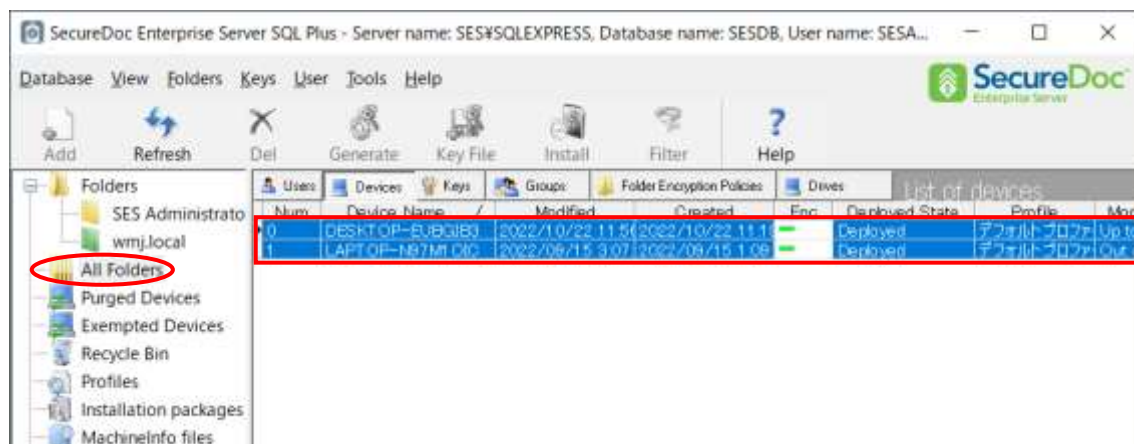 SecureDoc Enterprise Server SQL Plus - Server name: SES¥SQLEXPRESS, Database name: SESDB, User name: SESA...
Database View Folders Keys User Tools Help
SecureDoc
Enterprise Server
Add Refresh Del Generate Key File Install Filter Help
Folders
SES Administrato
wmj.local
All Folders
Purged Devices
Exempted Devices
Recycle Bin
Profiles
Installation packages
MachineInfo files
Users Devices Keys Groups Folder Encryption Policies Drives List of devices
Num Device Name / Modified Created Enc Deployed State Profile Mod
0 2022/10/22 11:5 2022/10/22 11:1 Deployed デフォルトプロファ Up to
1 2022/09/15 3:07 2022/09/15 1:09 Deployed デフォルトプロファ Out